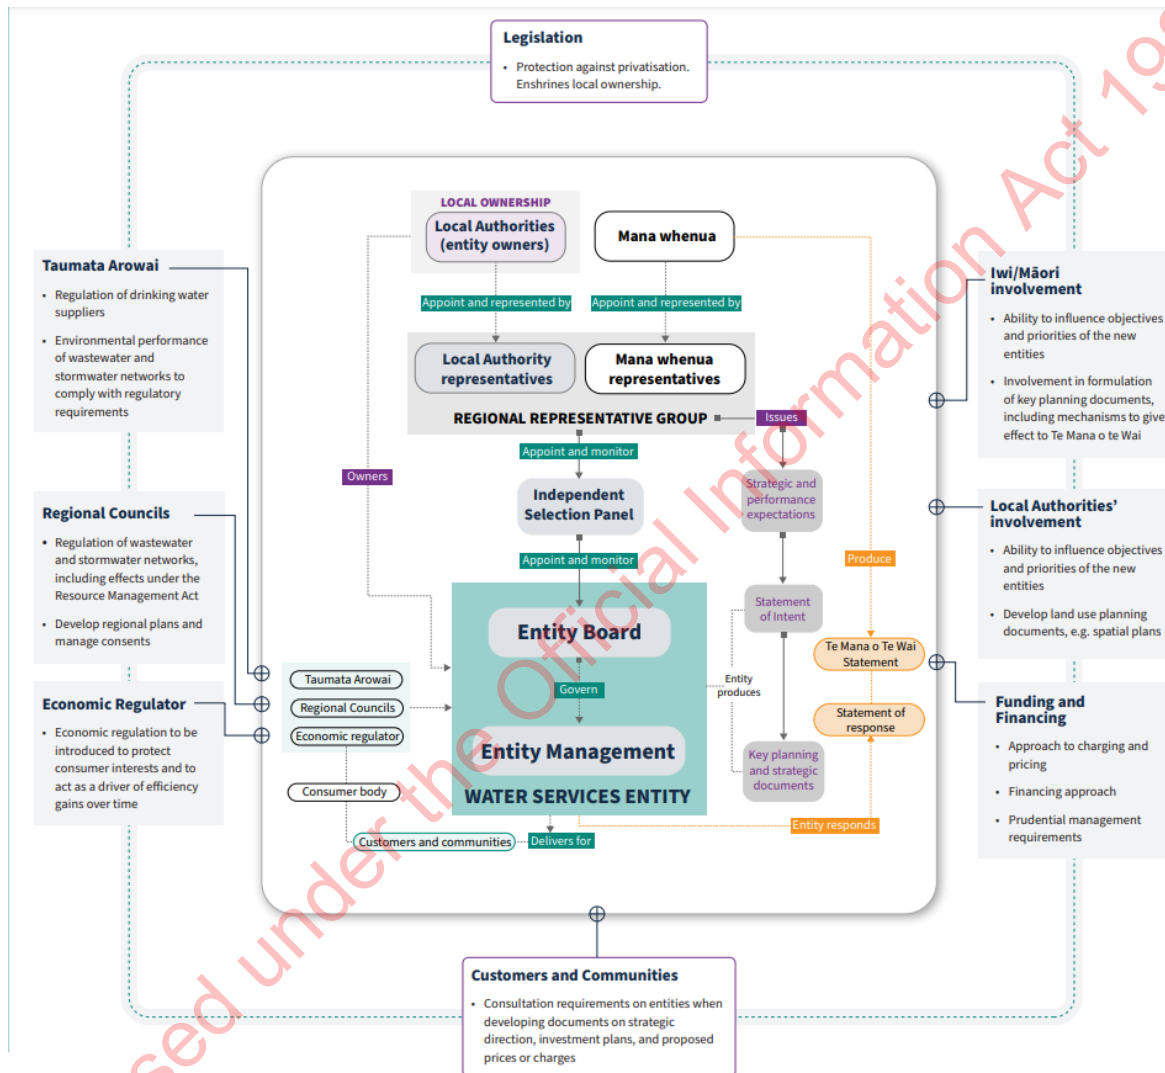 Legislation
• Protection against privatisation.
Enshrines local ownership.
LOCAL OWNERSHIP
Local Authorities
(entity owners)
Mana whenua
Appoint and represented by
Appoint and represented by
Local Authority
representatives
Mana whenua
representatives
REGIONAL REPRESENTATIVE GROUP
Issues
Appoint and monitor
Owners
Independent
Selection Panel
Strategic and
performance
expectations
Appoint and monitor
Produce
Entity Board
Statement
of Intent
Govern
Te Mana o Te Wai
Statement
Entity
produces
Statement of
response
Entity Management
Key planning
and strategic
documents
WATER SERVICES ENTITY
Taumata Arowai
Regional Councils
Economic regulator
Consumer body
Customers and communities
Delivers for
Entity responds
Taumata Arowai
• Regulation of drinking water
suppliers
• Environmental performance
of wastewater and
stormwater networks to
comply with regulatory
requirements
Regional Councils
• Regulation of wastewater
and stormwater networks,
including effects under the
Resource Management Act
• Develop regional plans and
manage consents
Economic Regulator
• Economic regulation to be
introduced to protect
consumer interests and to
act as a driver of efficiency
gains over time
Iwi/Māori
involvement
• Ability to influence objectives
and priorities of the new
entities
• Involvement in formulation
of key planning documents,
including mechanisms to give
effect to Te Mana o te Wai
Local Authorities'
involvement
• Ability to influence objectives
and priorities of the new
entities
• Develop land use planning
documents, e.g. spatial plans
Funding and
Financing
• Approach to charging and
pricing
• Financing approach
• Prudential management
requirements
Customers and Communities
• Consultation requirements on entities when
developing documents on strategic
direction, investment plans, and proposed
prices or charges
under the Official Information Act